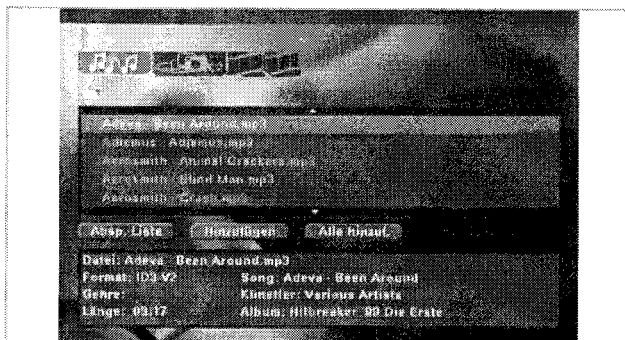 Adeva - Been Around.mp3
Adiemus - Adiemus.mp3
Aerosmith - Animal Crackers.mp3
Aerosmith - Blind Man.mp3
Aerosmith - Crash.mp3
Absp. Liste Hinzufügen Alle hinzuf.
Datei: Adeva - Been Around.mp3
Format: ID3 V2 Song: Adeva - Been Around
Genre: Künstler: Various Artists
Länge: 03:17 Album: Hitbreaker '99 Die Erste